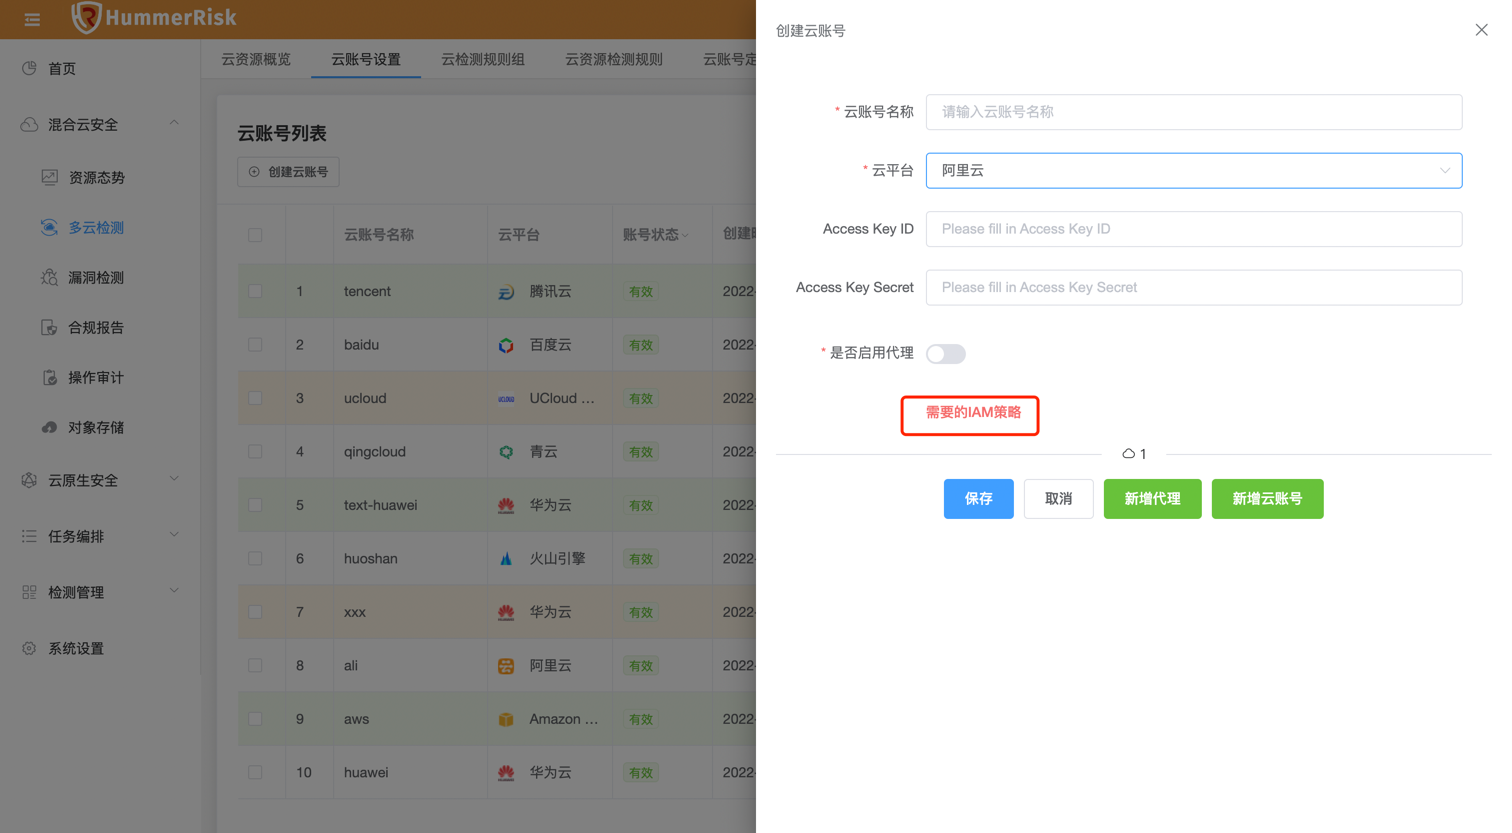 HummerRisk
首页
混合云安全
资源态势
多云检测
漏洞检测
合规报告
操作审计
对象存储
云原生安全
任务编排
检测管理
系统设置
云资源概览 云账号设置 云检测规则组 云资源检测规则 云账号定
云账号列表
创建云账号
云账号名称 云平台 账号状态 创建
1 tencent 腾讯云 有效 2022-
2 baidu 百度云 有效 2022-
3 ucloud UCLOUD UCloud ... 有效 2022-
4 qingcloud 青云 有效 2022-
5 text-huawei 华为云 有效 2022-
6 huoshan 火山引擎 有效 2022-
7 xxx 华为云 有效 2022-
8 ali 阿里云 有效 2022-
9 aws Amazon ... 有效 2022-
10 huawei 华为云 有效 2022-
创建云账号
* 云账号名称 请输入云账号名称
* 云平台 阿里云
Access Key ID Please fill in Access Key ID
Access Key Secret Please fill in Access Key Secret
* 是否启用代理
需要的IAM策略
1
保存 取消 新增代理 新增云账号